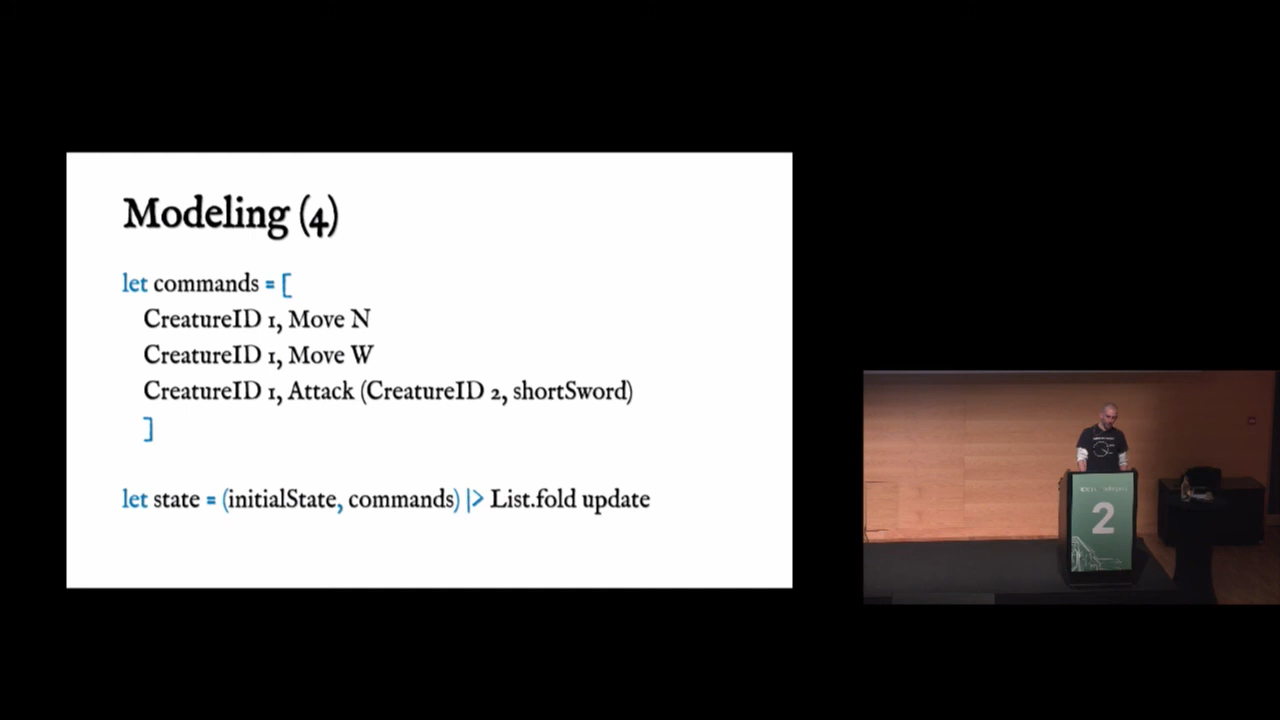 Modeling (4)
let commands = [
CreatureID 1, Move N
CreatureID 1, Move W
CreatureID 1, Attack (CreatureID 2, shortSword)
]
let state = (initialState, commands) |> List.fold update
2